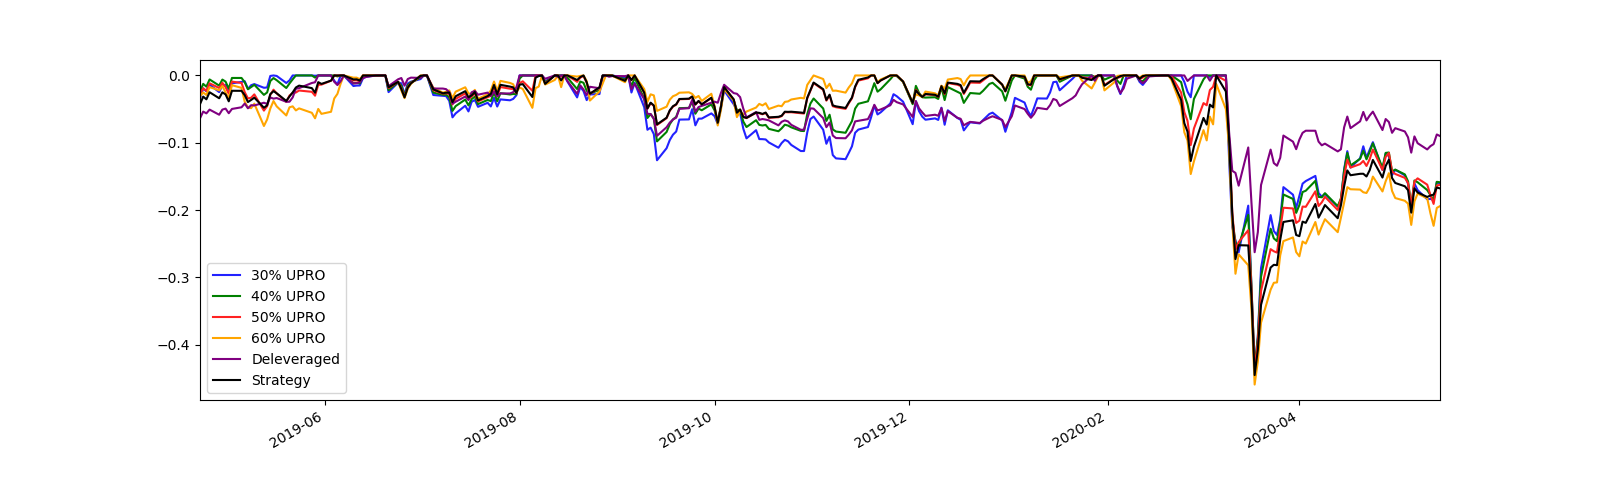 0.0
−0.1
−0.2
−0.3
−0.4
30% UPRO
40% UPRO
50% UPRO
60% UPRO
Deleveraged
Strategy
2019-06
2019-08
2019-10
2019-12
2020-02
2020-04